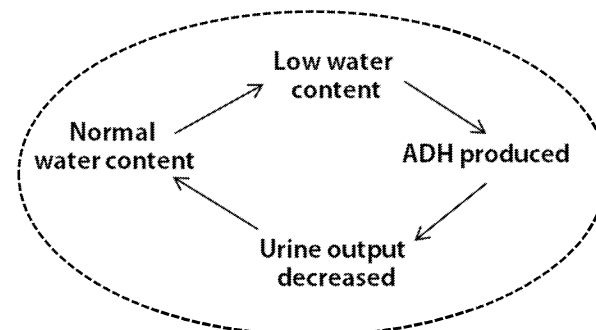 Low water
content
Normal
water content
ADH produced
Urine output
decreased